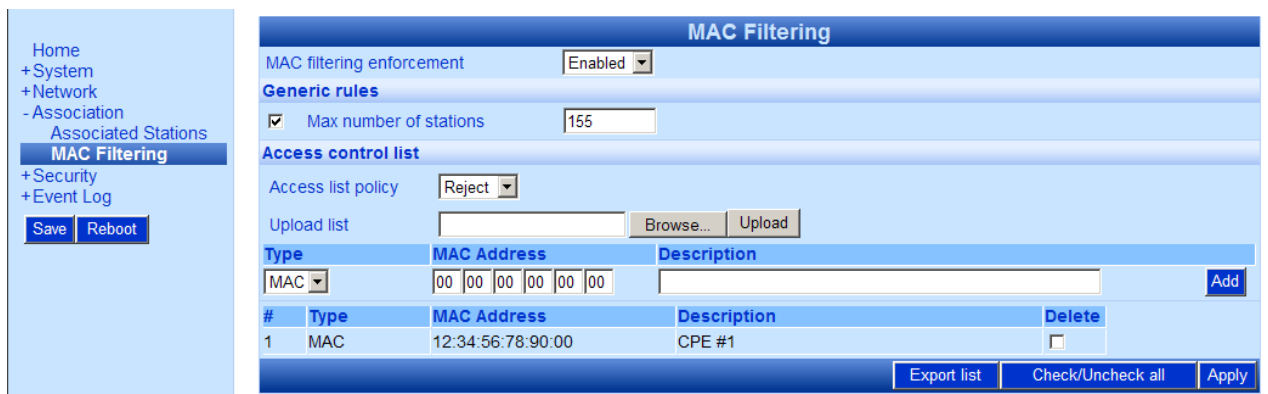 Home
+System
+Network
- Association
Associated Stations
MAC Filtering
+Security
+Event Log
Save Reboot
MAC Filtering
MAC filtering enforcement Enabled
Generic rules
Max number of stations 155
Access control list
Access list policy Reject
Upload list Browse... Upload
Type MAC Address Description
MAC 00 00 00 00 00 00 Add
# Type MAC Address Description Delete
1 MAC 12:34:56:78:90:00 CPE #1
Export list Check/Uncheck all Apply